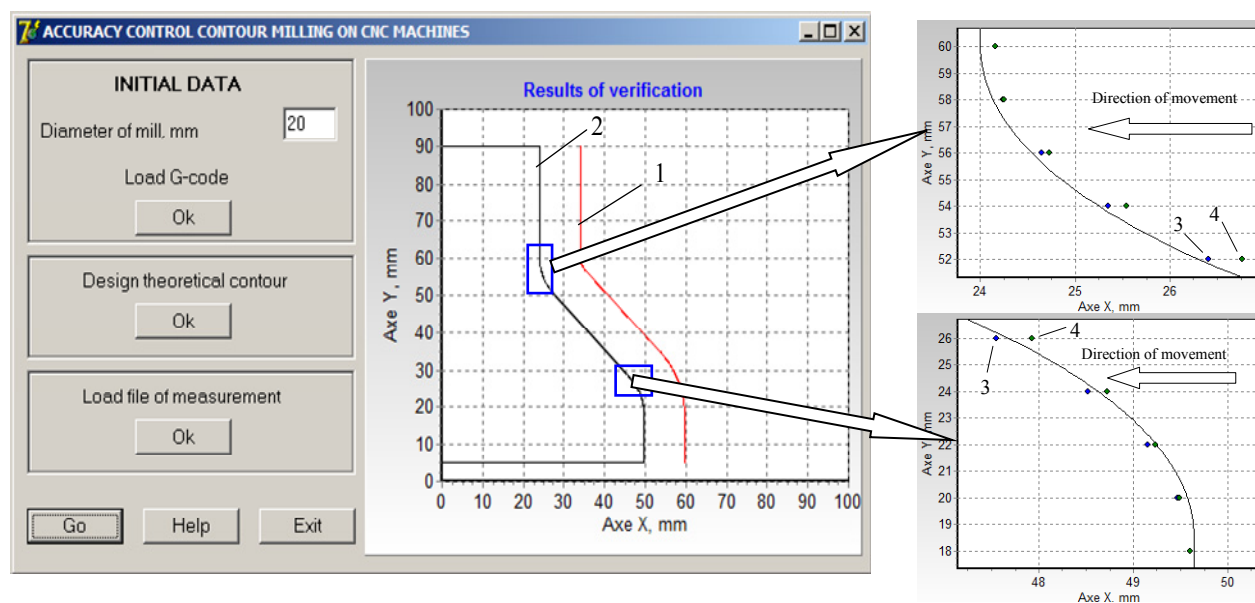 ACCURACY CONTROL CONTOUR MILLING ON CNC MACHINES
INITIAL DATA
Diameter of mill, mm 20
Load G-code
Ok
Design theoretical contour
Ok
Load file of measurement
Ok
Go Help Exit
Results of verification
Axe Y, mm
100
90
80
70
60
50
40
30
20
10
0
0 10 20 30 40 50 60 70 80 90 100
Axe X, mm
2
1
Axe Y, mm
60
59
58
57
56
54
53
52
24 25 26
Axe X, mm
Direction of movement
3 4
Axe Y, mm
26
25
24
23
22
21
20
19
18
48 49 50
Axe X, mm
Direction of movement
4
3